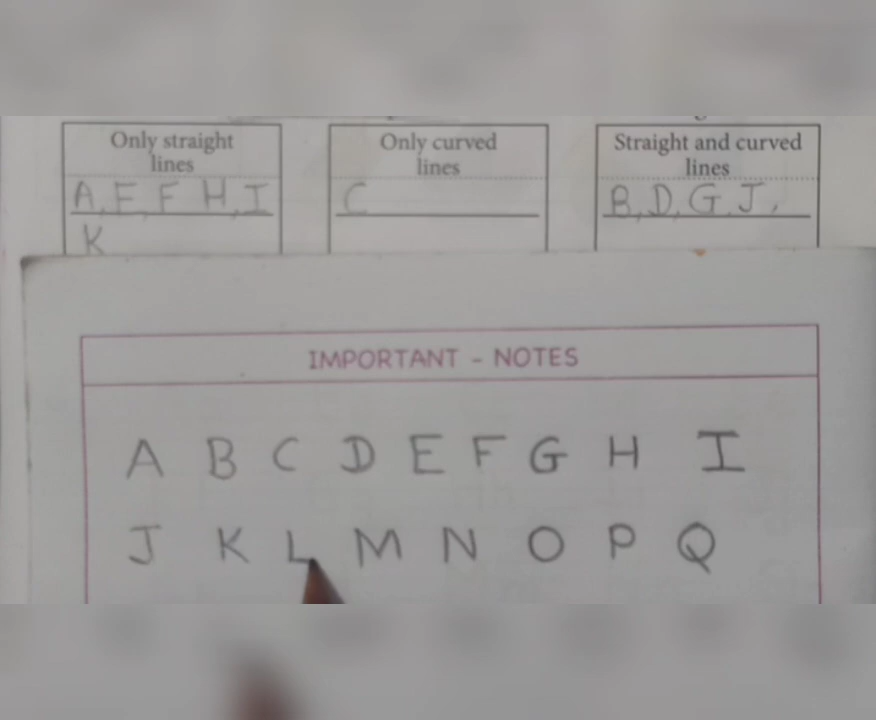 Only straight
lines
A, E F H, I
K
Only curved
lines
C
Straight and curved
lines
B, D, G, J,
IMPORTANT - NOTES
A B C D E F G H I
J K L M N O P Q